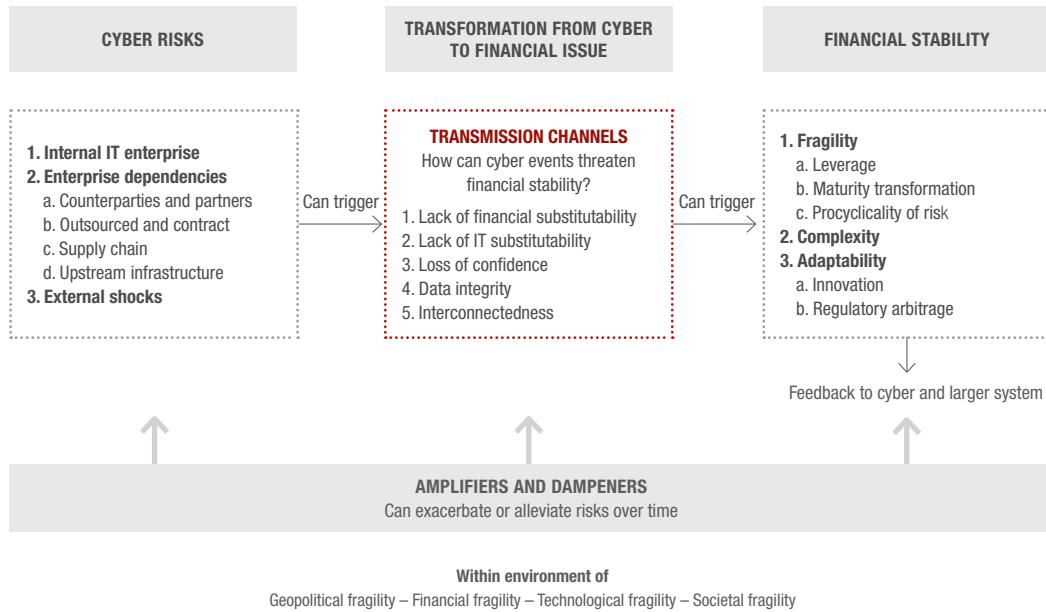 CYBER RISKS
TRANSFORMATION FROM CYBER
TO FINANCIAL ISSUE
FINANCIAL STABILITY
1. Internal IT enterprise
2. Enterprise dependencies
a. Counterparties and partners
b. Outsourced and contract
c. Supply chain
d. Upstream infrastructure
3. External shocks
Can trigger
TRANSMISSION CHANNELS
How can cyber events threaten
financial stability?
1. Lack of financial substitutability
2. Lack of IT substitutability
3. Loss of confidence
4. Data integrity
5. Interconnectedness
Can trigger
1. Fragility
a. Leverage
b. Maturity transformation
c. Procyclicality of risk
2. Complexity
3. Adaptability
a. Innovation
b. Regulatory arbitrage
Feedback to cyber and larger system
AMPLIFIERS AND DAMPENERS
Can exacerbate or alleviate risks over time
Within environment of
Geopolitical fragility – Financial fragility – Technological fragility – Societal fragility